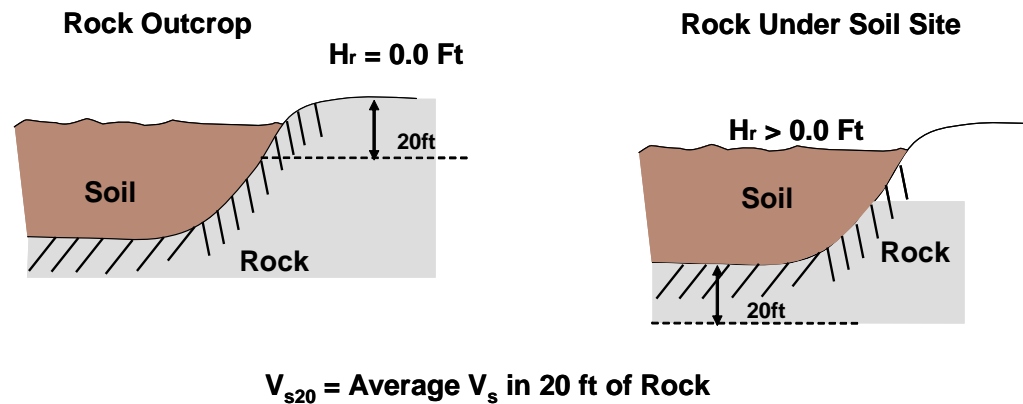 Rock Outcrop
Hr = 0.0 Ft
20ft
Soil
Rock
Rock Under Soil Site
Hr > 0.0 Ft
Soil
Rock
20ft
Vs20 = Average Vs in 20 ft of Rock